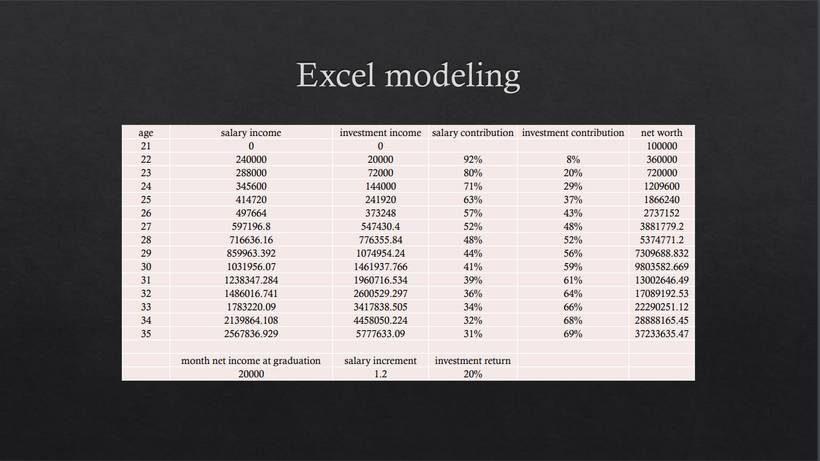 Excel modeling
age salary income investment income salary contribution investment contribution net worth
21 0 0 100000
22 240000 20000 92% 8% 360000
23 288000 72000 80% 20% 720000
24 345600 144000 71% 29% 1209600
25 414720 241920 63% 37% 1866240
26 497664 373248 57% 43% 2737152
27 597196.8 547430.4 52% 48% 3881779.2
28 716636.16 776355.84 48% 52% 5374771.2
29 859963.392 1074954.24 44% 56% 7309688.832
30 1031956.07 1461937.766 41% 59% 9803582.669
31 1238347.284 1960716.534 39% 61% 13002646.49
32 1486016.741 2600529.297 36% 64% 17089192.53
33 1783220.09 3417838.505 34% 66% 22290251.12
34 2139864.108 4458050.224 32% 68% 28888165.45
35 2567836.929 5777633.09 31% 69% 37233635.47
month net income at graduation salary increment investment return
20000 1.2 20%